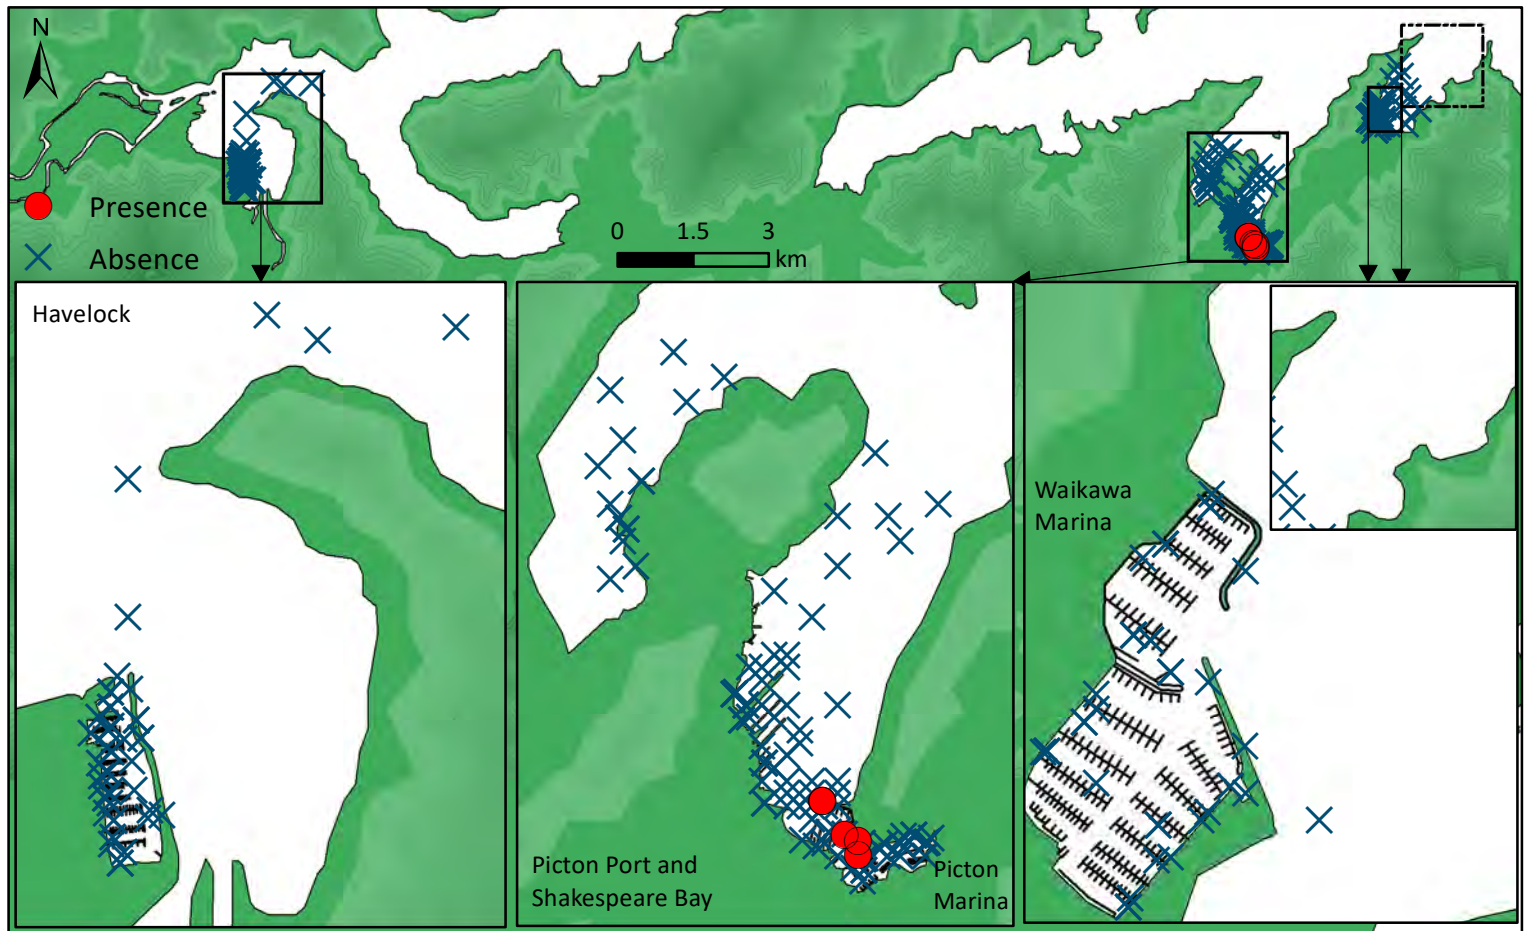 N
Presence
Absence
0 1.5 3
km
Havelock
Picton Port and
Shakespeare Bay
Picton
Marina
Waikawa
Marina